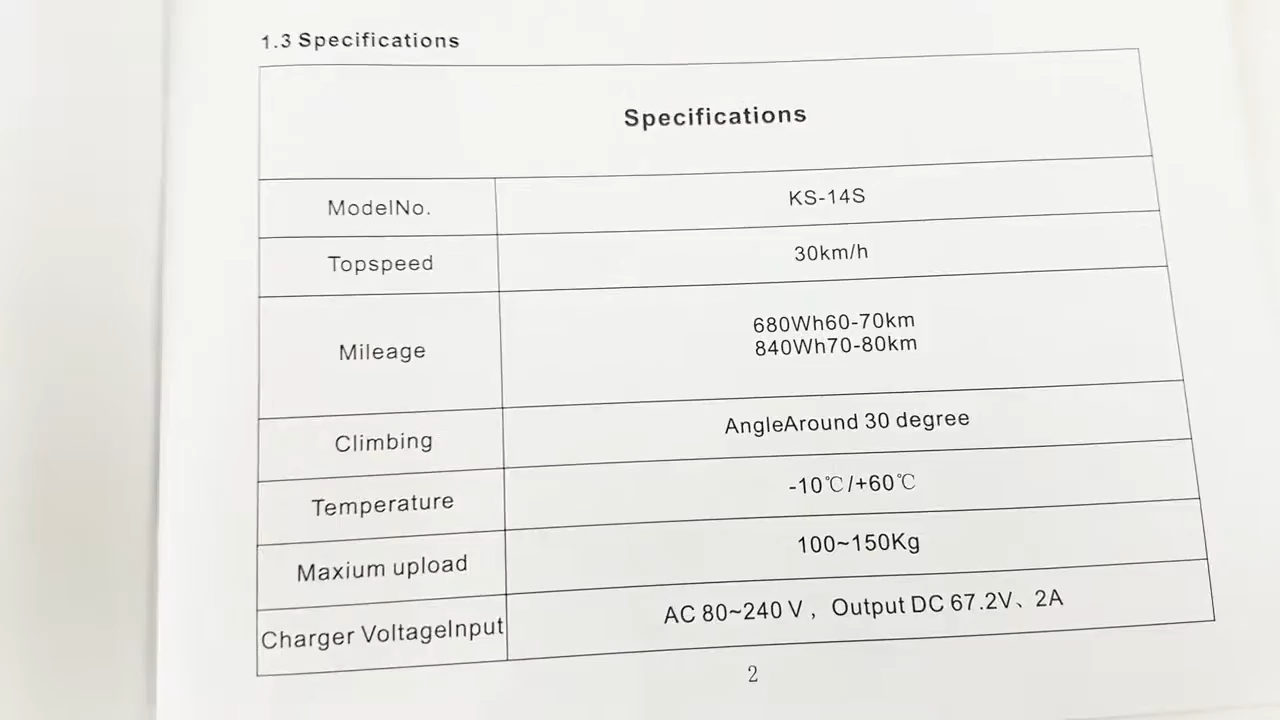 1.3 Specifications
Specifications
ModelNo.
KS-14S
Topspeed
30km/h
Mileage
680Wh60-70km
840Wh70-80km
Climbing
AngleAround 30 degree
Temperature
-10℃/+60℃
Maxium upload
100~150Kg
Charger VoltageInput
AC 80~240 V , Output DC 67.2V、2A
2